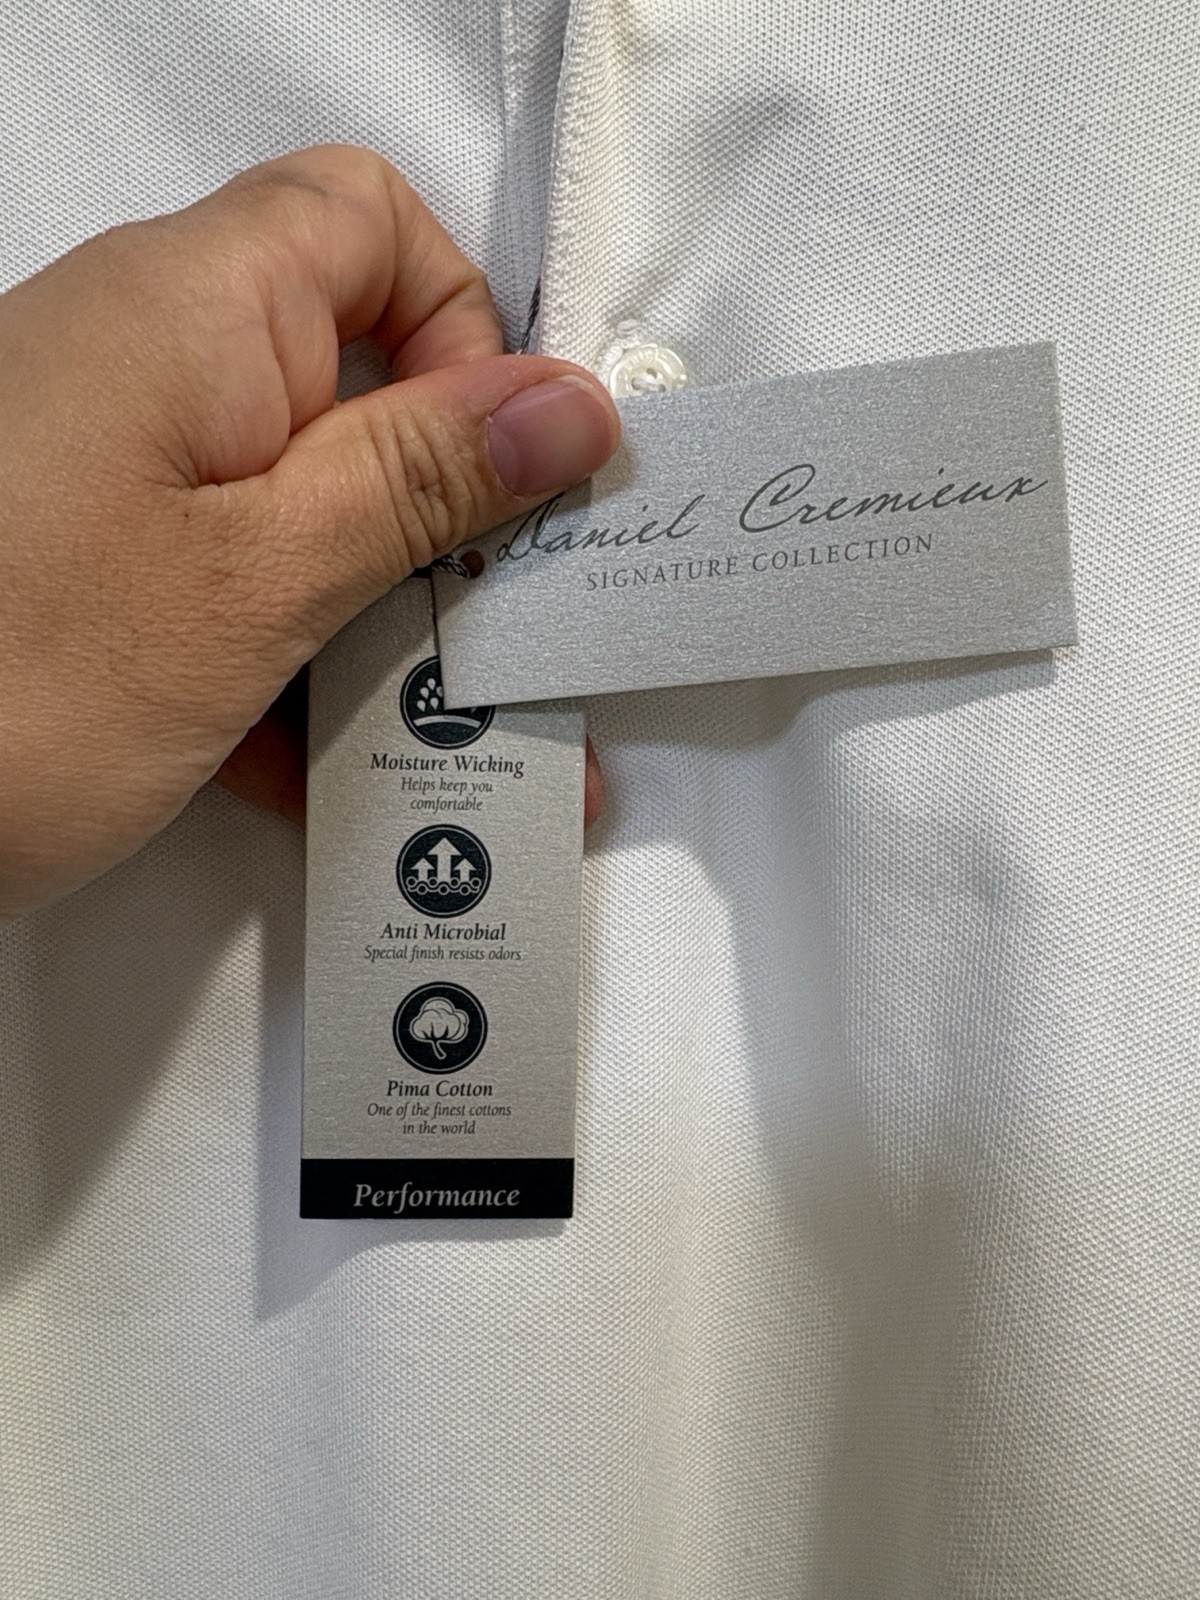 Daniel Cremieux
SIGNATURE COLLECTION
Moisture Wicking
Helps keep you
comfortable
Anti Microbial
Special finish resists odors
Pima Cotton
One of the finest cottons
in the world
Performance